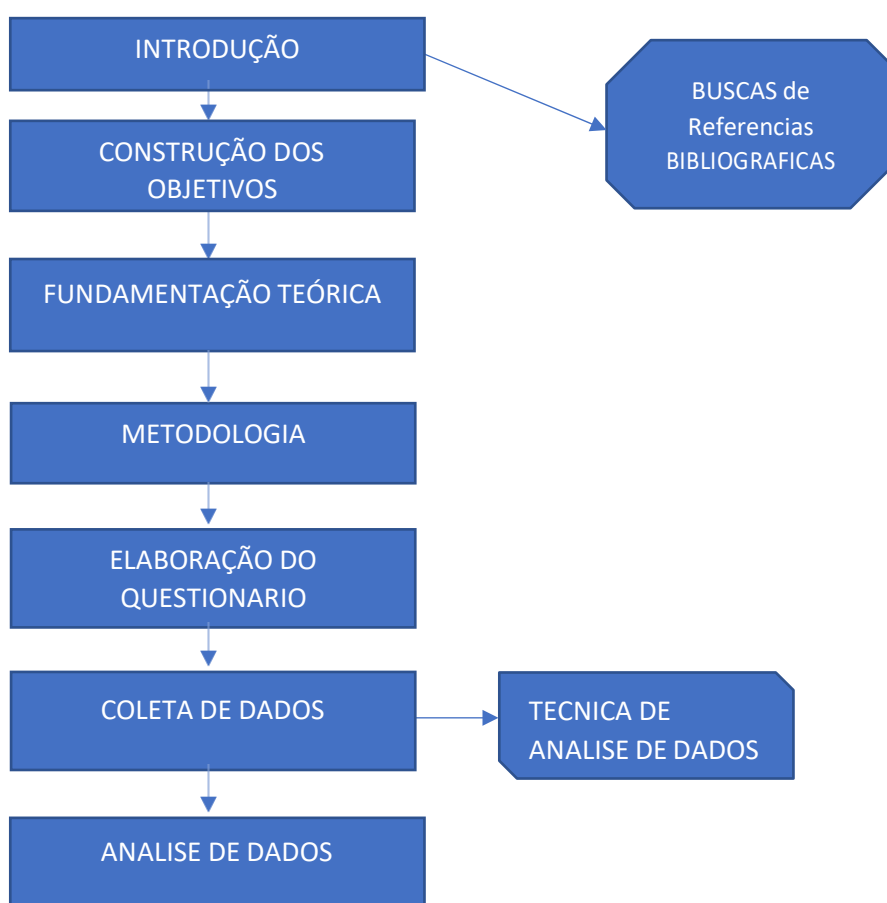 INTRODUÇÃO
BUSCAS de
Referencias
BIBLIOGRAFICAS
CONSTRUÇÃO DOS
OBJETIVOS
FUNDAMENTAÇÃO TEÓRICA
METODOLOGIA
ELABORAÇÃO DO
QUESTIONARIO
COLETA DE DADOS
TECNICA DE
ANALISE DE DADOS
ANALISE DE DADOS